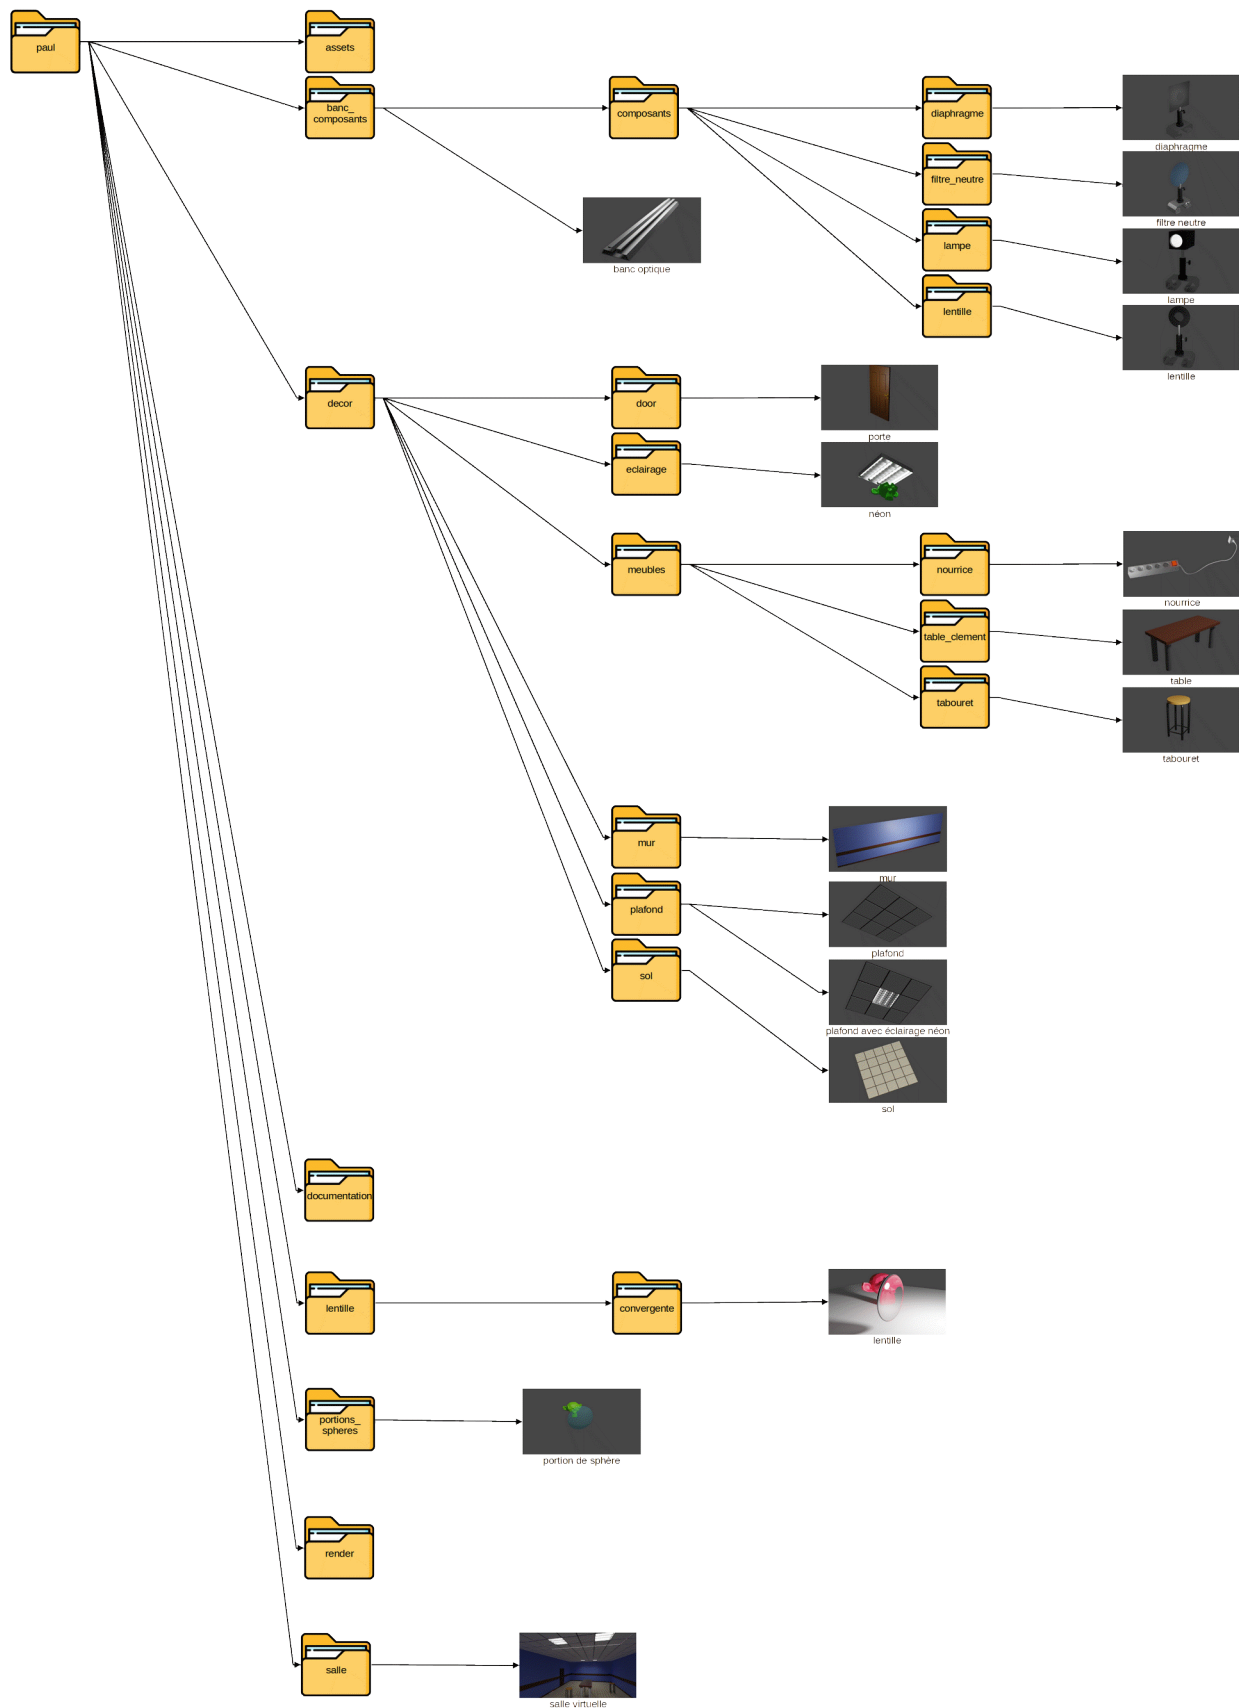 paul
assets
banc_
composants
composants
diaphragme
diaphragme
filtre_neutre
filtre neutre
banc optique
lampe
lampe
lentille
lentille
decor
door
porte
eclairage
néon
meubles
nourrice
nourrice
table_clement
table
tabouret
tabouret
mur
mur
plafond
plafond
plafond avec éclairage néon
sol
sol
documentation
lentille
convergente
lentille
portions_
spheres
portion de sphère
render
salle
salle virtuelle